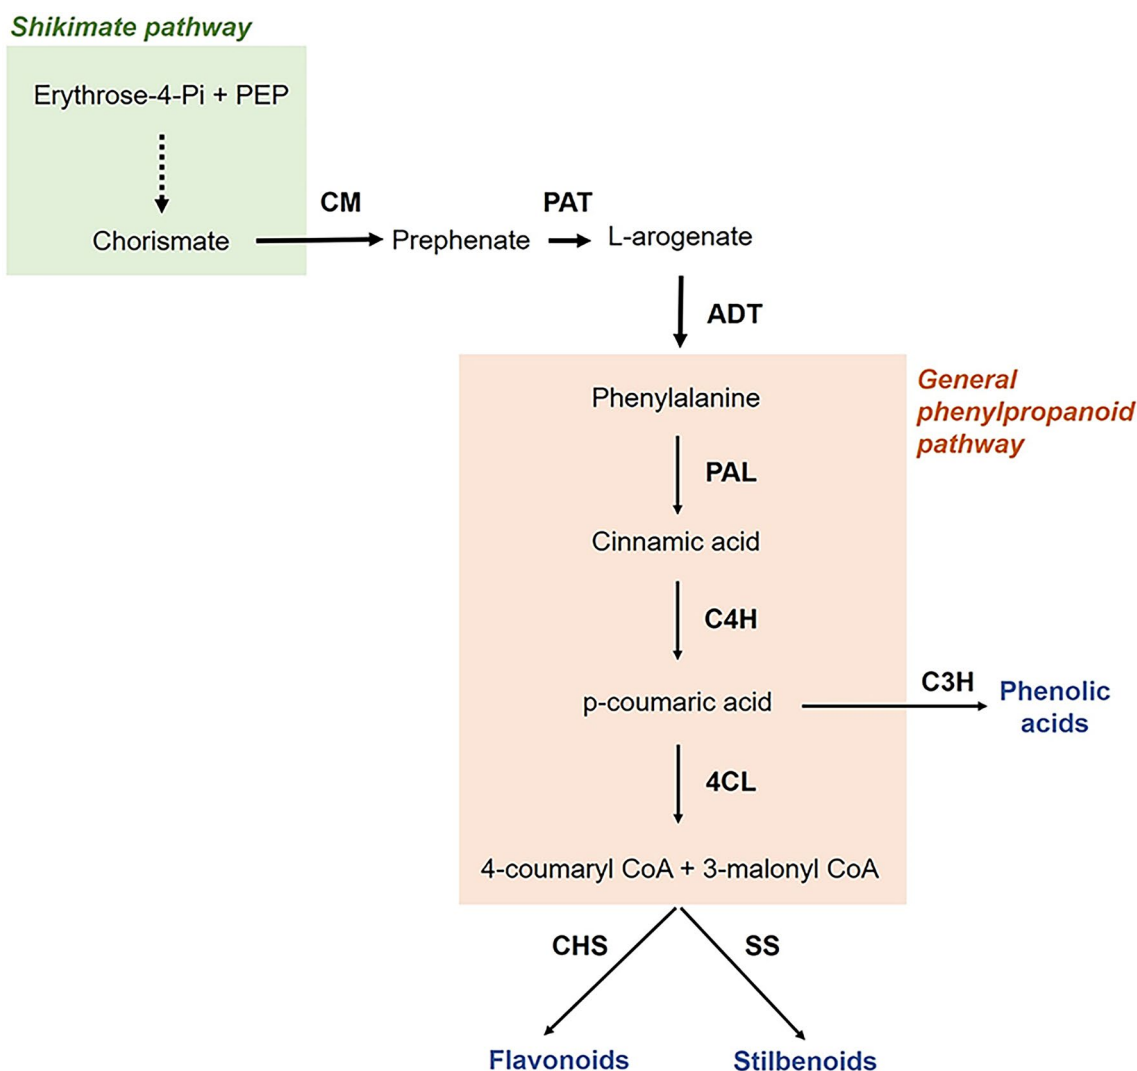 Shikimate pathway
Erythrose-4-Pi + PEP
CM
PAT
Chorismate
Prephenate
L-arogenate
ADT
General
phenylpropanoid
pathway
Phenylalanine
PAL
Cinnamic acid
C4H
p-coumaric acid
C3H
Phenolic
acids
4CL
4-coumaryl CoA + 3-malonyl CoA
CHS
SS
Flavonoids
Stilbenoids